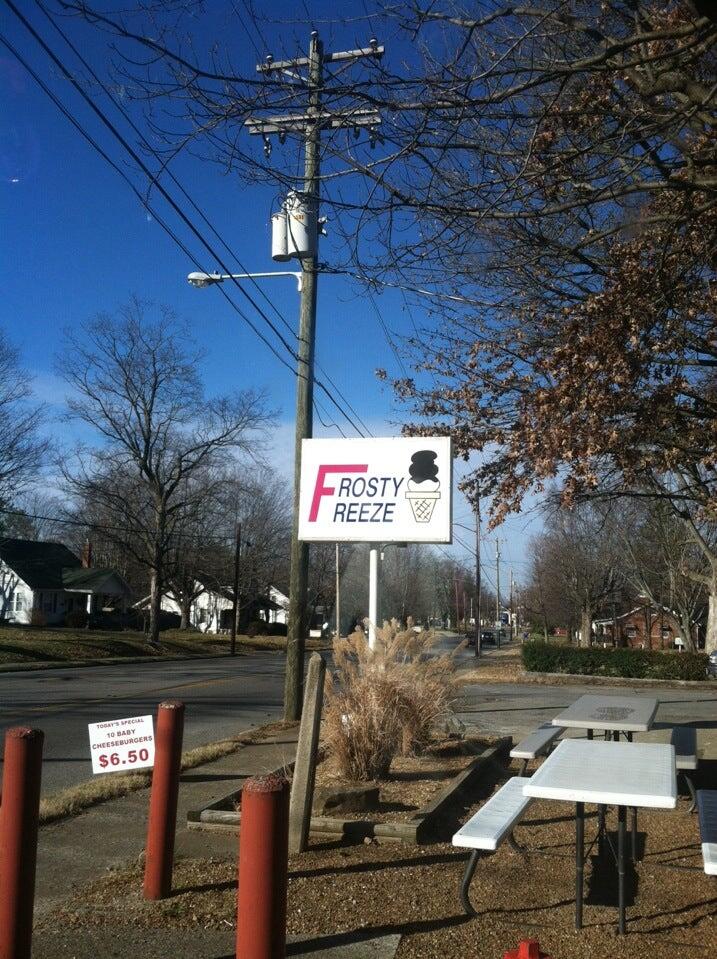 FROSTY
FREEZE
TODAY'S SPECIAL
10 BABY
CHEESEBURGERS
$6.50